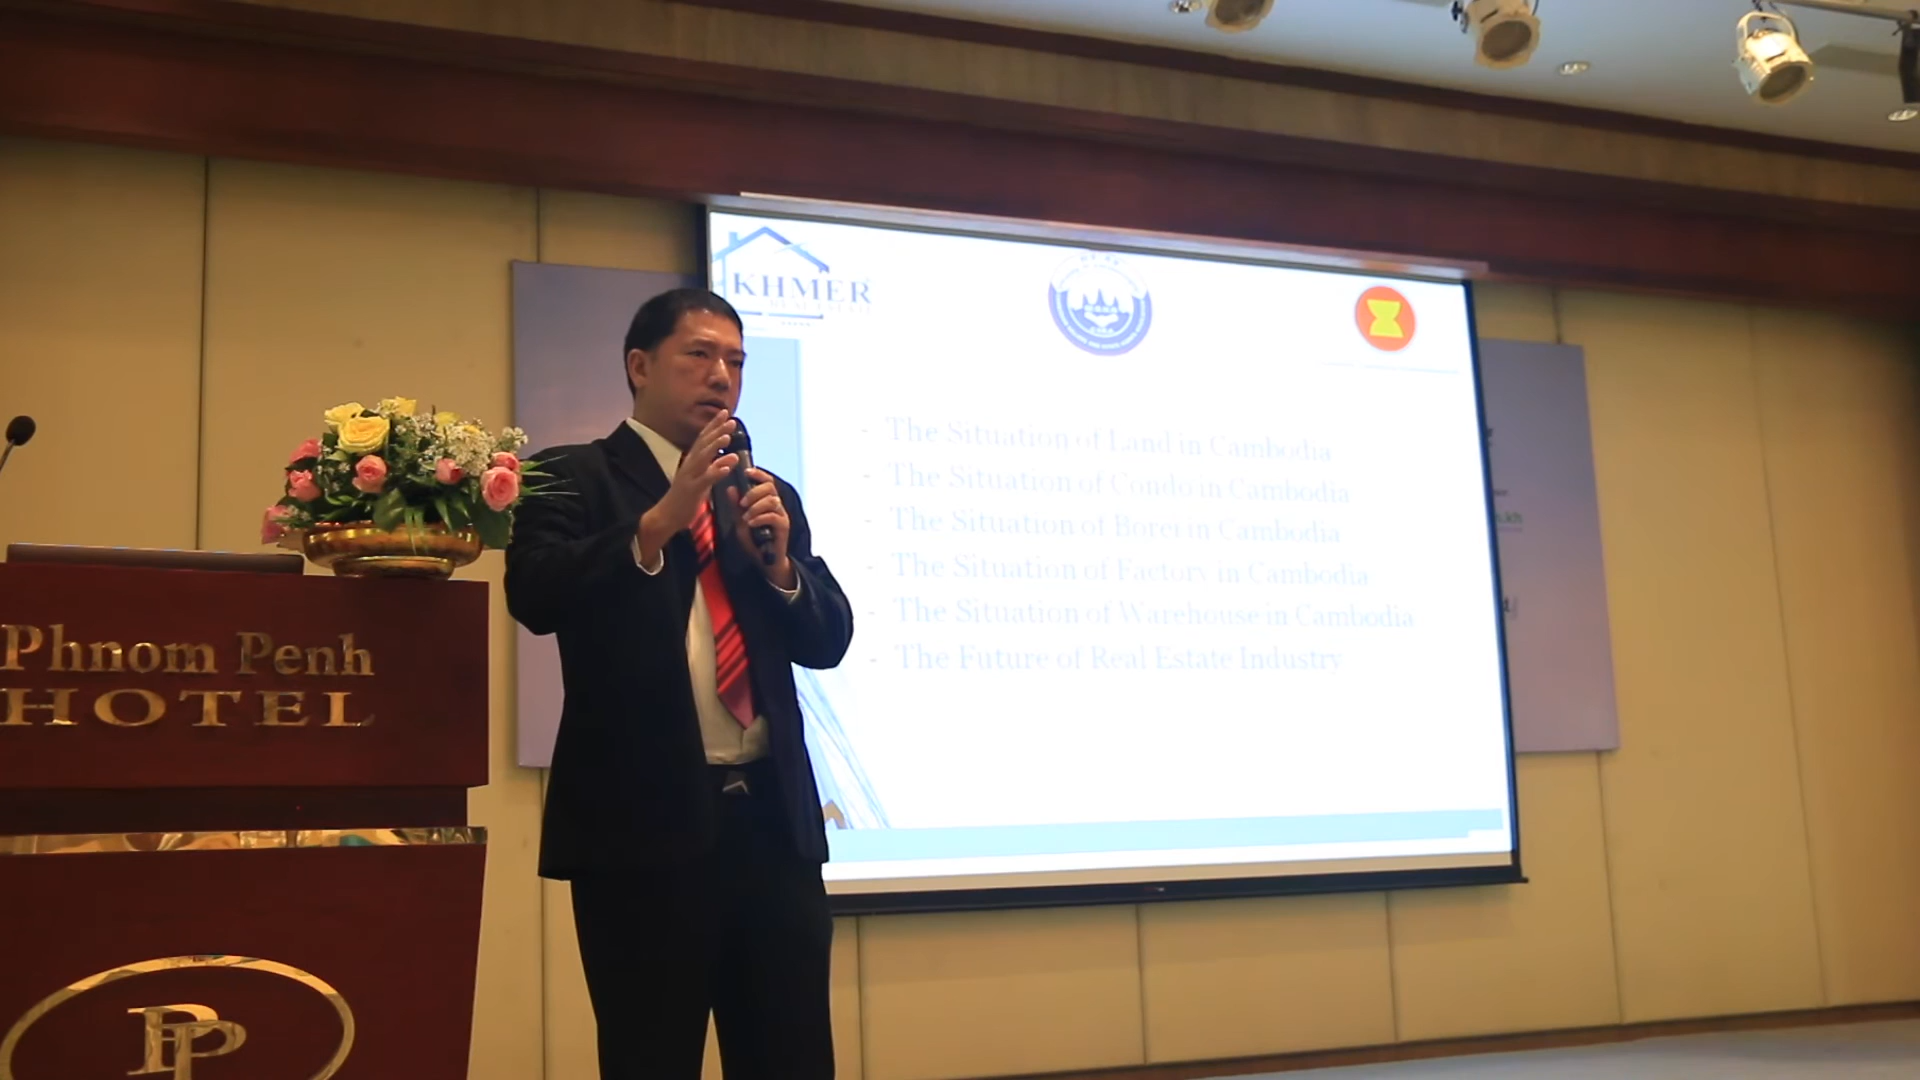 KHMER
REAL ESTATE
- The Situation of Land in Cambodia
- The Situation of Condo in Cambodia
- The Situation of Borei in Cambodia
- The Situation of Factory in Cambodia
- The Situation of Warehouse in Cambodia
- The Future of Real Estate Industry
Phnom Penh
HOTEL
PP